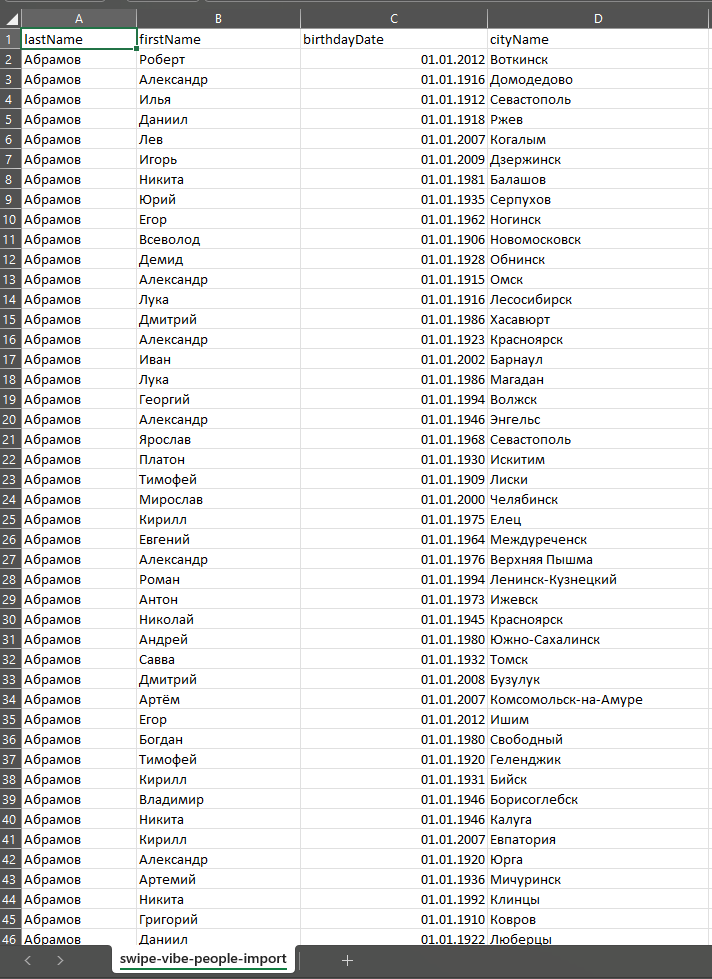 A B C D
1 lastName firstName birthdayDate cityName
2 Абрамов Роберт 01.01.2012 Воткинск
3 Абрамов Александр 01.01.1916 Домодедово
4 Абрамов Илья 01.01.1912 Севастополь
5 Абрамов Даниил 01.01.1918 Ржев
6 Абрамов Лев 01.01.2007 Когалым
7 Абрамов Игорь 01.01.2009 Дзержинск
8 Абрамов Никита 01.01.1981 Балашов
9 Абрамов Юрий 01.01.1935 Серпухов
10 Абрамов Егор 01.01.1962 Ногинск
11 Абрамов Всеволод 01.01.1906 Новомосковск
12 Абрамов Демид 01.01.1928 Обнинск
13 Абрамов Александр 01.01.1915 Омск
14 Абрамов Лука 01.01.1916 Лесосибирск
15 Абрамов Дмитрий 01.01.1986 Хасавюрт
16 Абрамов Александр 01.01.1923 Красноярск
17 Абрамов Иван 01.01.2002 Барнаул
18 Абрамов Лука 01.01.1986 Магадан
19 Абрамов Георгий 01.01.1994 Волжск
20 Абрамов Александр 01.01.1946 Энгельс
21 Абрамов Ярослав 01.01.1968 Севастополь
22 Абрамов Платон 01.01.1930 Искитим
23 Абрамов Тимофей 01.01.1909 Лиски
24 Абрамов Мирослав 01.01.2000 Челябинск
25 Абрамов Кирилл 01.01.1975 Елец
26 Абрамов Евгений 01.01.1964 Междуреченск
27 Абрамов Александр 01.01.1976 Верхняя Пышма
28 Абрамов Роман 01.01.1994 Ленинск-Кузнецкий
29 Абрамов Антон 01.01.1973 Ижевск
30 Абрамов Николай 01.01.1945 Красноярск
31 Абрамов Андрей 01.01.1980 Южно-Сахалинск
32 Абрамов Савва 01.01.1932 Томск
33 Абрамов Дмитрий 01.01.2008 Бузулук
34 Абрамов Артём 01.01.2007 Комсомольск-на-Амуре
35 Абрамов Егор 01.01.2012 Ишим
36 Абрамов Богдан 01.01.1980 Свободный
37 Абрамов Тимофей 01.01.1920 Геленджик
38 Абрамов Кирилл 01.01.1931 Бийск
39 Абрамов Владимир 01.01.1946 Борисоглебск
40 Абрамов Никита 01.01.1946 Калуга
41 Абрамов Кирилл 01.01.2007 Евпатория
42 Абрамов Александр 01.01.1920 Юрга
43 Абрамов Артемий 01.01.1936 Мичуринск
44 Абрамов Никита 01.01.1992 Клинцы
45 Абрамов Григорий 01.01.1910 Ковров
46 Абрамов Даниил 01.01.1922 Люберцы
swipe-vibe-people-import